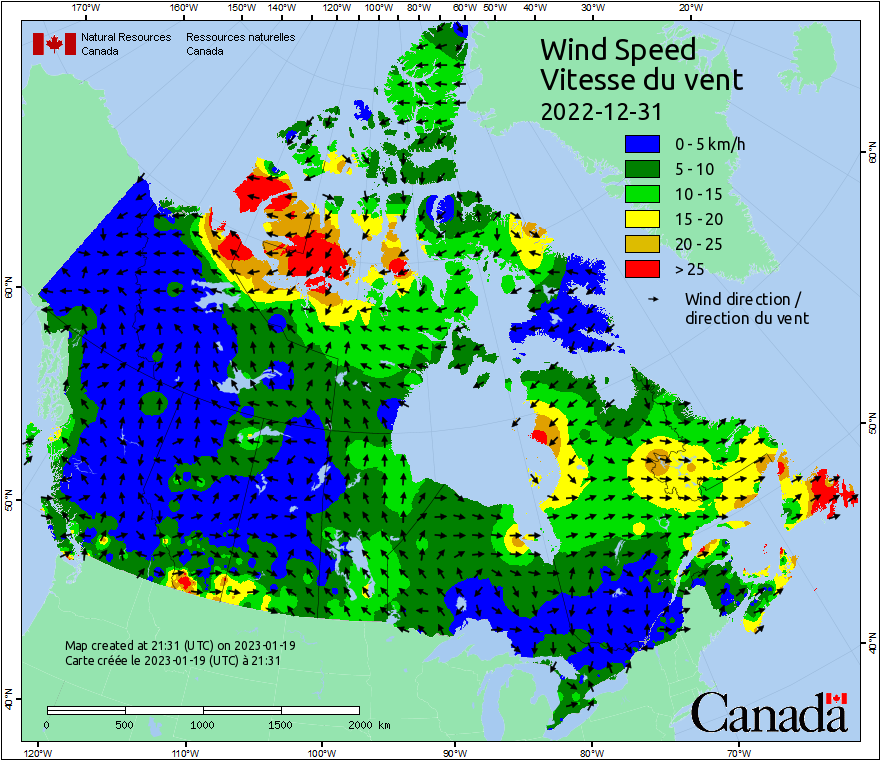 170°W 160°W 150°W 140°W 120°W 100°W 80°W 60°W 50°W 40°W 30°W 20°W
Natural Resources Ressources naturelles
Canada Canada
Wind Speed
Vitesse du vent
2022-12-31
0 - 5 km/h
5 - 10
10 - 15
15 - 20
20 - 25
> 25
Wind direction /
direction du vent
60°N 60°N
50°N 50°N
40°N 40°N
Map created at 21:31 (UTC) on 2023-01-19
Carte créée le 2023-01-19 (UTC) à 21:31
0 500 1000 1500 2000 km
Canada
120°W 110°W 100°W 90°W 80°W 70°W